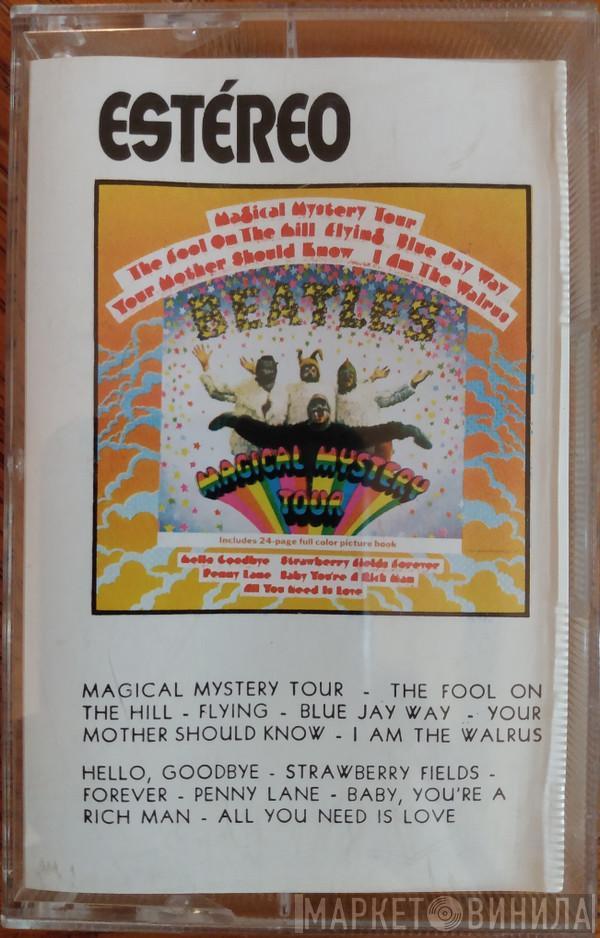 ESTÉREO
Magical Mystery Tour
The Fool On The Hill Flying Blue Jay Way
Your Mother Should Know I Am The Walrus
BEATLES
MAGICAL MYSTERY
TOUR
Includes 24-page full color picture book
Hello Goodbye Strawberry Fields Forever
Penny Lane Baby You're A Rich Man
All You Need Is Love
MAGICAL MYSTERY TOUR - THE FOOL ON
THE HILL - FLYING - BLUE JAY WAY - YOUR
MOTHER SHOULD KNOW - I AM THE WALRUS
HELLO, GOODBYE - STRAWBERRY FIELDS -
FOREVER - PENNY LANE - BABY, YOU'RE A
RICH MAN - ALL YOU NEED IS LOVE
МАРКЕТ ВИНИЛА